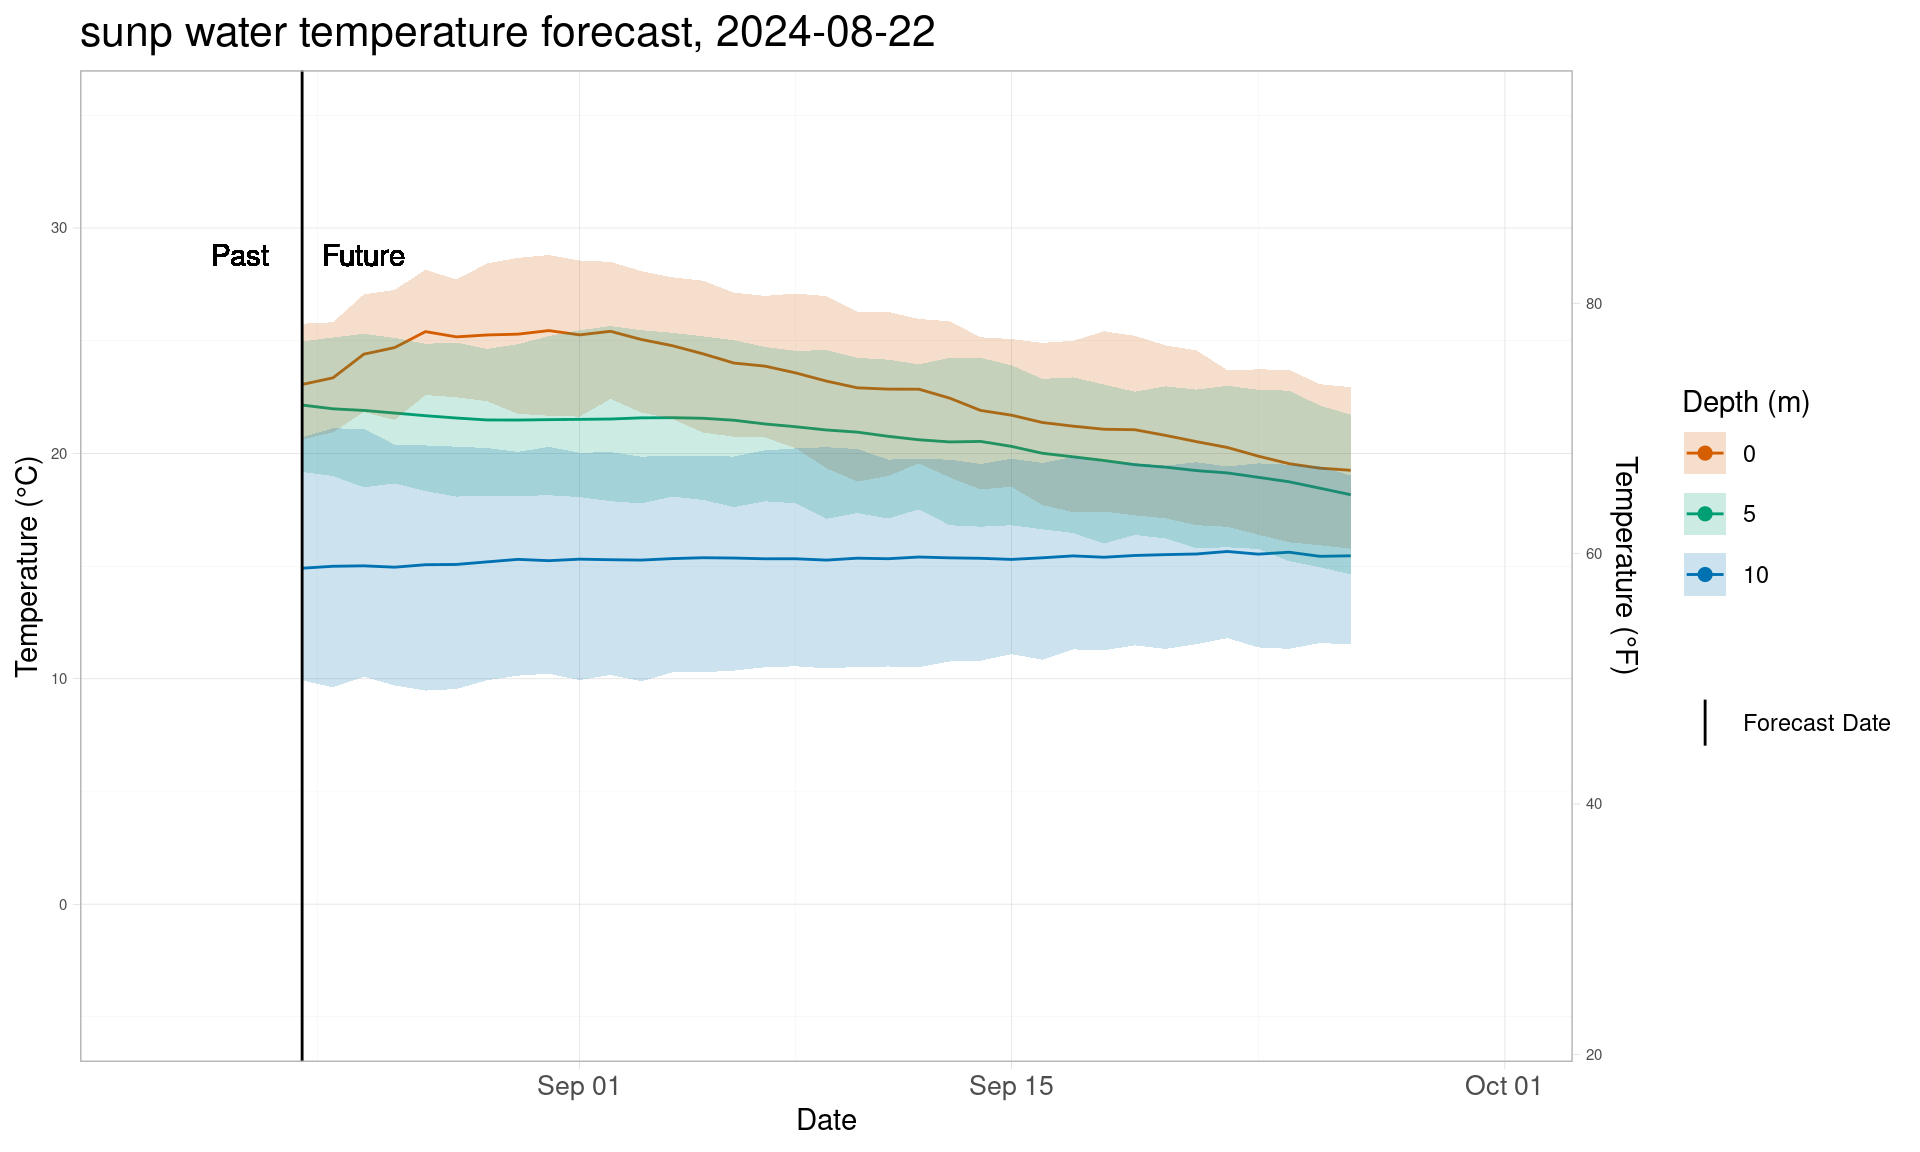 sunp water temperature forecast, 2024-08-22
Temperature (°C)
30
20
10
0
Past
Future
80
60
40
20
Temperature (°F)
Sep 01
Sep 15
Oct 01
Date
Depth (m)
0
5
10
Forecast Date